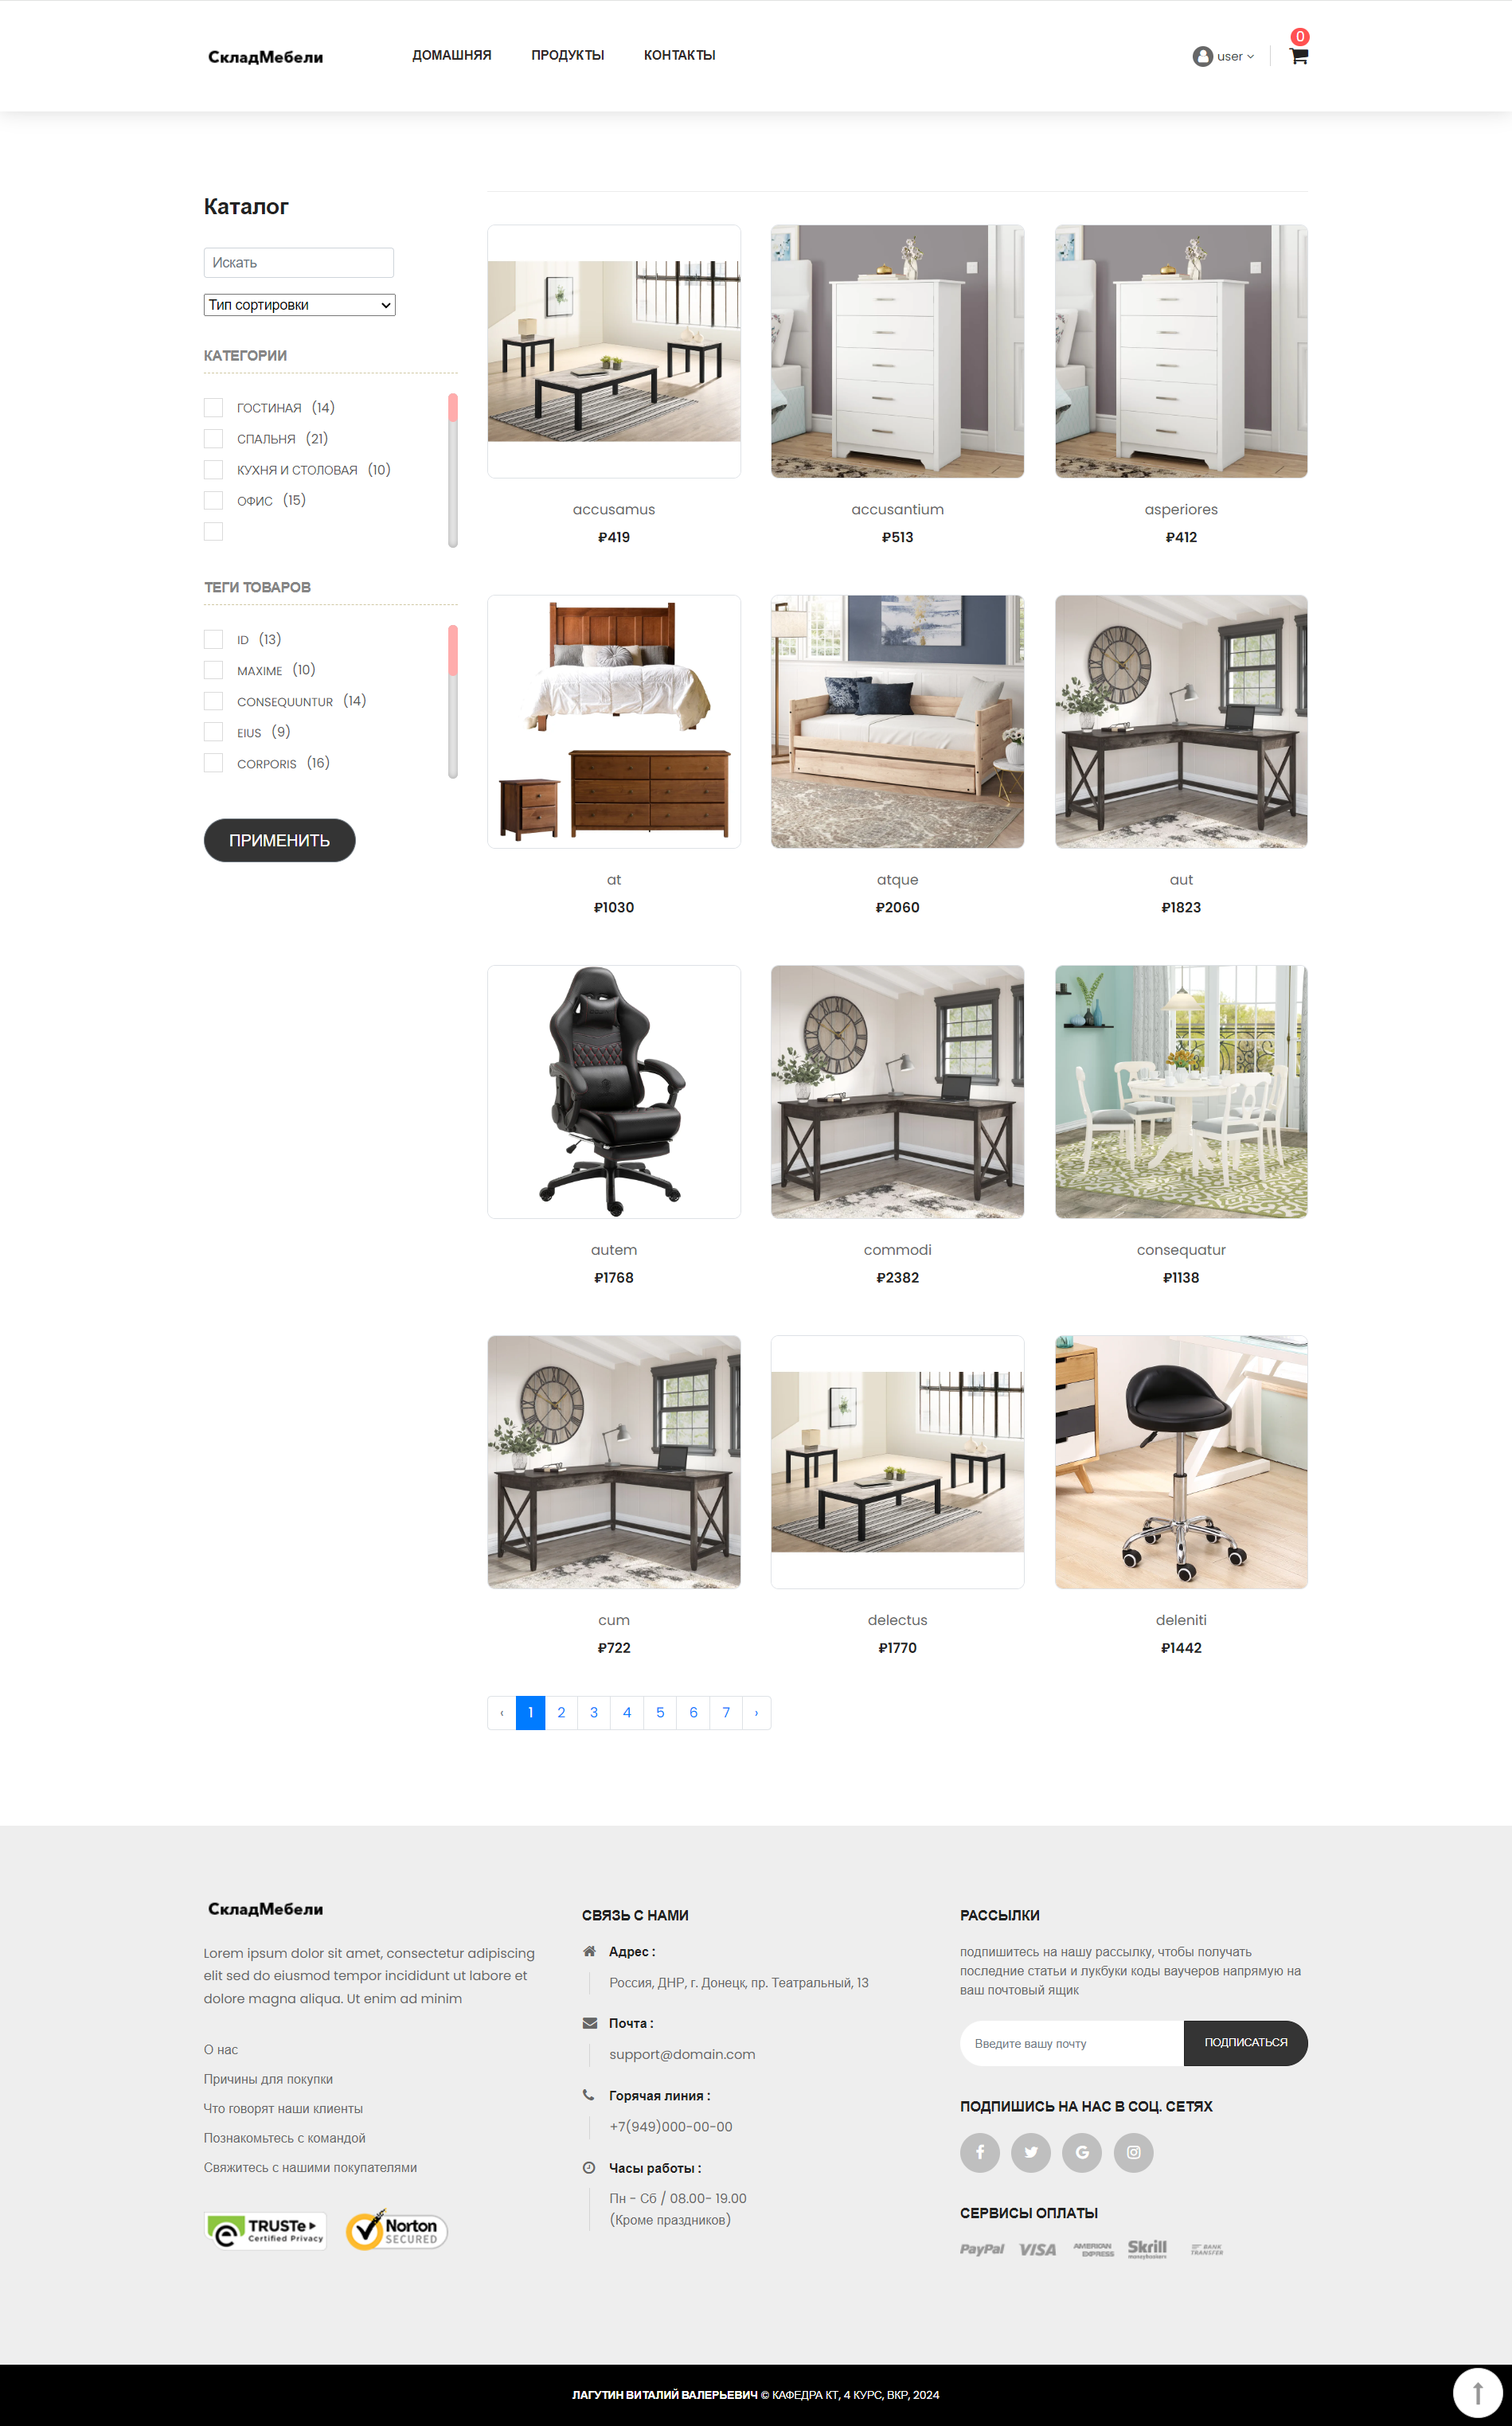 СкладМебели
ДОМАШНЯЯ
ПРОДУКТЫ
КОНТАКТЫ
user
0
Каталог
Искать
Тип сортировки
КАТЕГОРИИ
ГОСТИНАЯ (14)
СПАЛЬНЯ (21)
КУХНЯ И СТОЛОВАЯ (10)
ОФИС (15)
ТЕГИ ТОВАРОВ
ID (13)
MAXIME (10)
CONSEQUUNTUR (14)
EIUS (9)
CORPORIS (16)
ПРИМЕНИТЬ
accusamus
₽419
accusantium
₽513
asperiores
₽412
at
₽1030
atque
₽2060
aut
₽1823
autem
₽1768
commodi
₽2382
consequatur
₽1138
cum
₽722
delectus
₽1770
deleniti
₽1442
‹ 1 2 3 4 5 6 7 ›
СкладМебели
Lorem ipsum dolor sit amet, consectetur adipiscing
elit sed do eiusmod tempor incididunt ut labore et
dolore magna aliqua. Ut enim ad minim
О нас
Причины для покупки
Что говорят наши клиенты
Познакомьтесь с командой
Свяжитесь с нашими покупателями
TRUSTe
Certified Privacy
Norton
SECURED
СВЯЗЬ С НАМИ
Адрес :
Россия, ДНР, г. Донецк, пр. Театральный, 13
Почта :
support@domain.com
Горячая линия :
+7(949)000-00-00
Часы работы :
Пн - Сб / 08.00- 19.00
(Кроме праздников)
РАССЫЛКИ
подпишитесь на нашу рассылку, чтобы получать
последние статьи и лукбуки коды ваучеров напрямую на
ваш почтовый ящик
Введите вашу почту
ПОДПИСАТЬСЯ
ПОДПИШИСЬ НА НАС В СОЦ. СЕТЯХ
СЕРВИСЫ ОПЛАТЫ
PayPal
VISA
AMERICAN
EXPRESS
Skrill
moneybookers
BANK
TRANSFER
ЛАГУТИН ВИТАЛИЙ ВАЛЕРЬЕВИЧ © КАФЕДРА КТ, 4 КУРС, ВКР, 2024